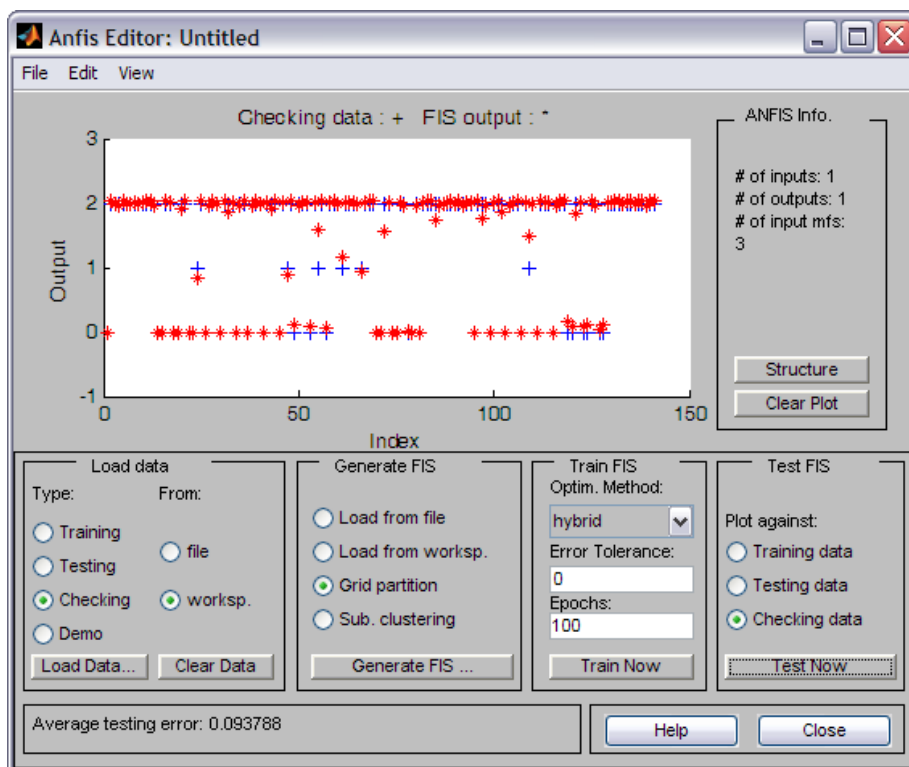 Anfis Editor: Untitled
File Edit View
Checking data : + FIS output : *
3
2
1
0
-1
Output
0 50 100 150
Index
ANFIS Info.
# of inputs: 1
# of outputs: 1
# of input mfs:
3
Structure
Clear Plot
Load data
Type:
From:
Training
Testing
Checking
Demo
file
worksp.
Load Data...
Clear Data
Generate FIS
Load from file
Load from worksp.
Grid partition
Sub. clustering
Generate FIS ...
Train FIS
Optim. Method:
hybrid
Error Tolerance:
0
Epochs:
100
Train Now
Test FIS
Plot against:
Training data
Testing data
Checking data
Test Now
Average testing error: 0.093788
Help
Close